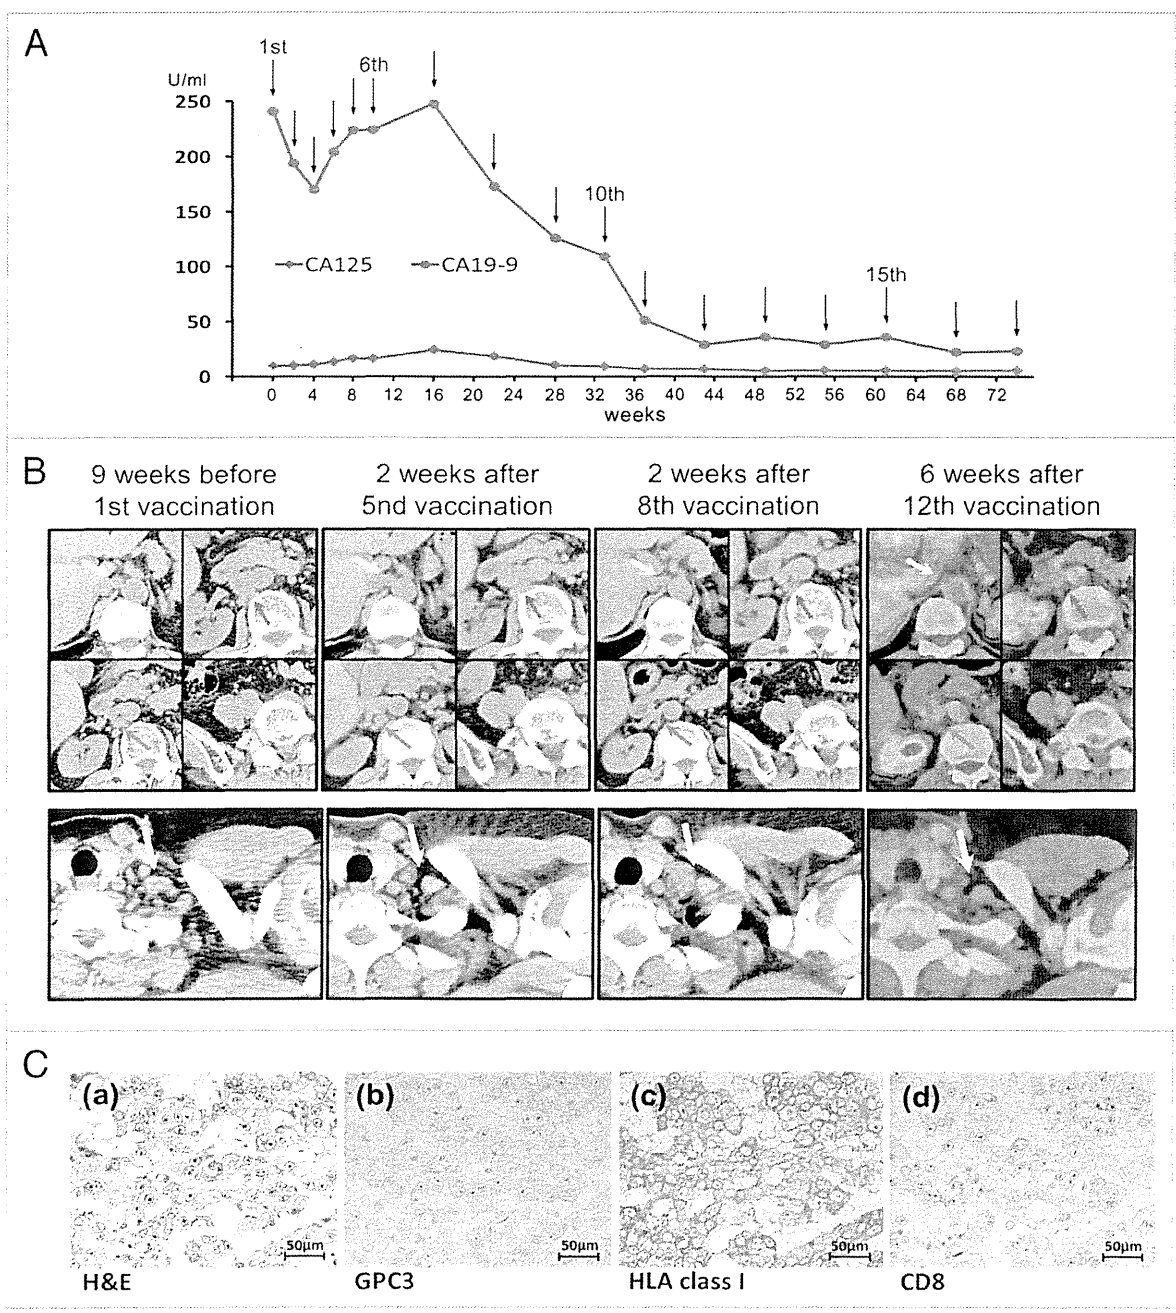 A
1st
6th
U/ml
250
200
150
10th
100
CA125
CA19-9
15th
50
0
0 4 8 12 16 20 24 28 32 36 40 44 48 52 56 60 64 68 72
weeks
B
9 weeks before
1st vaccination
2 weeks after
5nd vaccination
2 weeks after
8th vaccination
6 weeks after
12th vaccination
C
(a)
(b)
(c)
(d)
50μm
50μm
50μm
50μm
H&E
GPC3
HLA class I
CD8